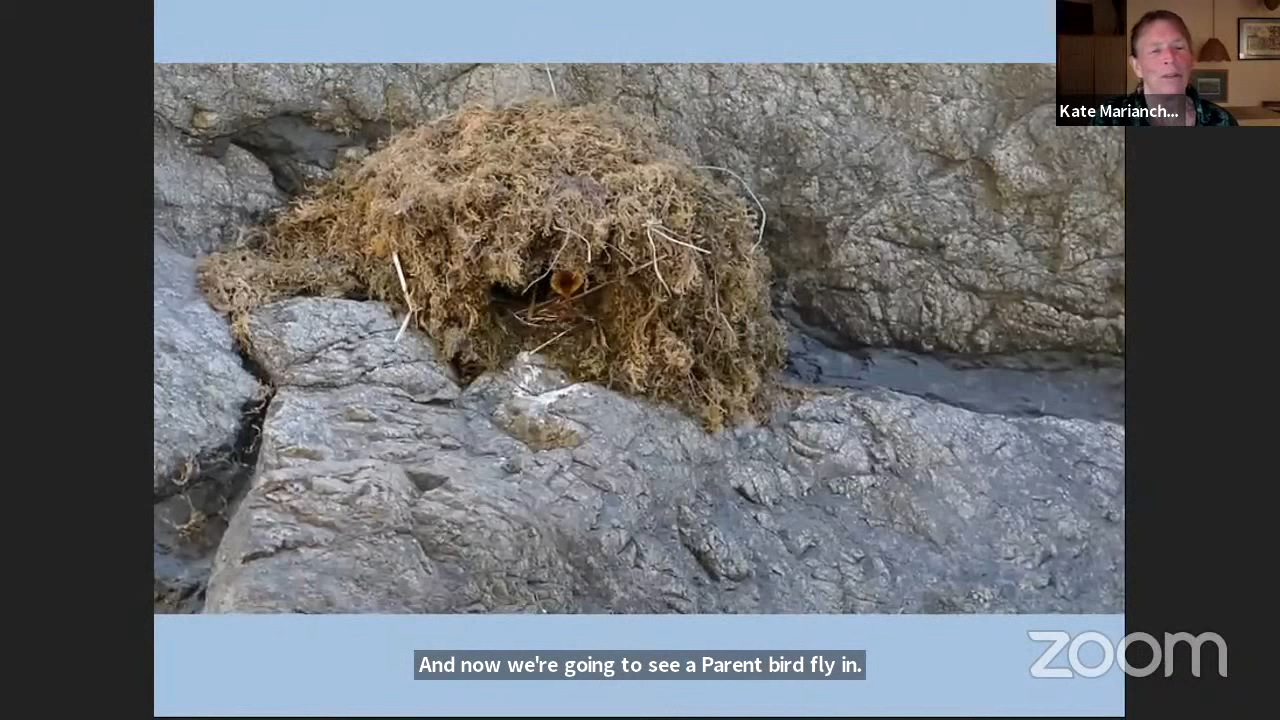 Kate Marianch...
And now we're going to see a Parent bird fly in.
zoom